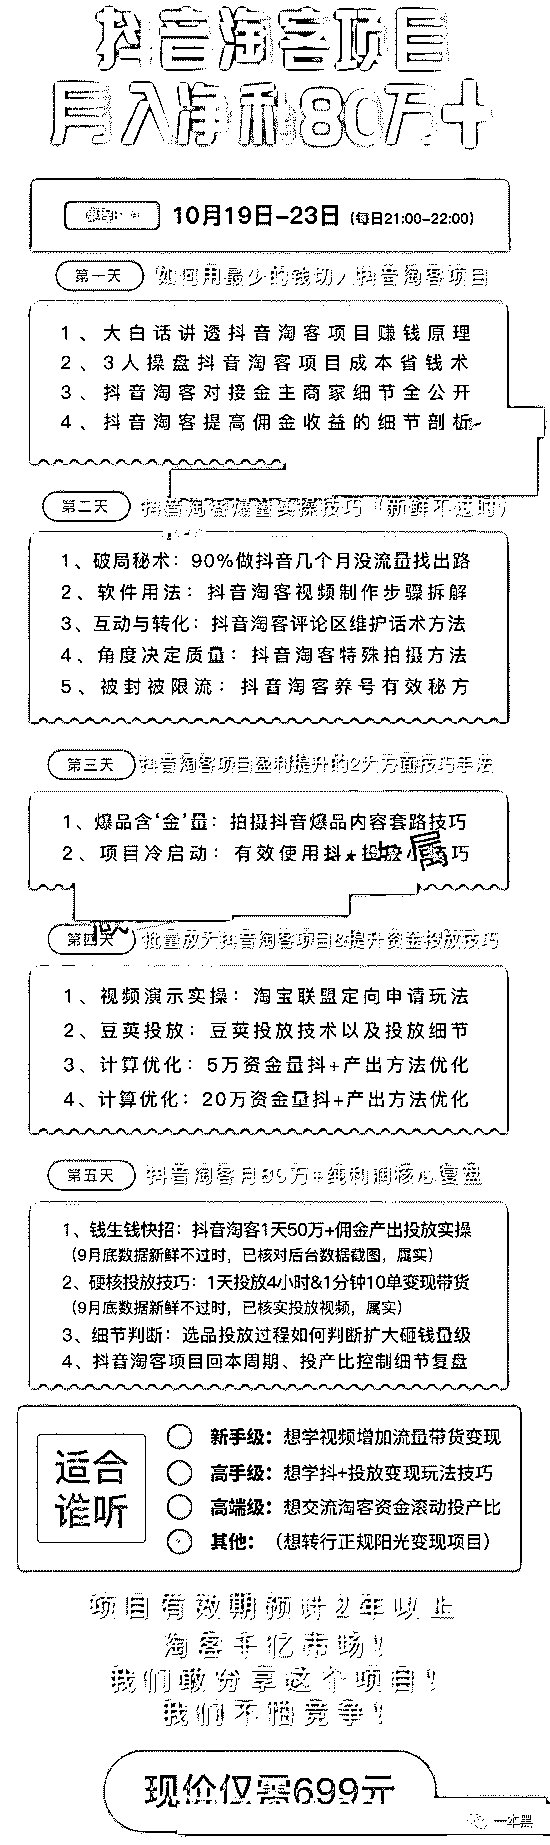 抖音淘客项目
月入净利80万+
10月19日-23日（每日21:00-22:00）
第一天 如何用最少的钱切入抖音淘客项目
1、大白话讲透抖音淘客项目赚钱原理
2、3人操盘抖音淘客项目成本省钱术
3、抖音淘客对接金主商家细节全公开
4、抖音淘客提高佣金收益的细节剖析
第二天 抖音淘客爆量实操技巧（新鲜不过时）
1、破局秘术：90%做抖音几个月没流量找出路
2、软件用法：抖音淘客视频制作步骤拆解
3、互动与转化：抖音淘客评论区维护话术方法
4、角度决定质量：抖音淘客特殊拍摄方法
5、被封被限流：抖音淘客养号有效秘方
第三天 抖音淘客项目盈利提升的2大方面技巧手法
1、爆品含‘金’量：拍摄抖音爆品内容套路技巧
2、项目冷启动：有效使用抖+投放小技巧
属
第四天 批量放大抖音淘客项目&提升资金投放技巧
1、视频演示实操：淘宝联盟定向申请玩法
2、豆荚投放：豆荚投放技术以及投放细节
3、计算优化：5万资金量抖+产出方法优化
4、计算优化：20万资金量抖+产出方法优化
第五天 抖音淘客月80万+纯利润核心复盘
1、钱生钱快招：抖音淘客1天50万+佣金产出投放实操
（9月底数据新鲜不过时，已核对后台数据截图，属实）
2、硬核投放技巧：1天投放4小时&1分钟10单变现带货
（9月底数据新鲜不过时，已核实投放视频，属实）
3、细节判断：选品投放过程如何判断扩大砸钱量级
4、抖音淘客项目回本周期、投产比控制细节复盘
适合
谁听
新手级：想学视频增加流量带货变现
高手级：想学抖+投放变现玩法技巧
高端级：想交流淘客资金滚动投产比
其他：（想转行正规阳光变现项目）
项目有效期预计2年以上
淘客千亿市场！
我们敢分享这个项目！
我们不怕竞争！
现价仅需699元
一本黑